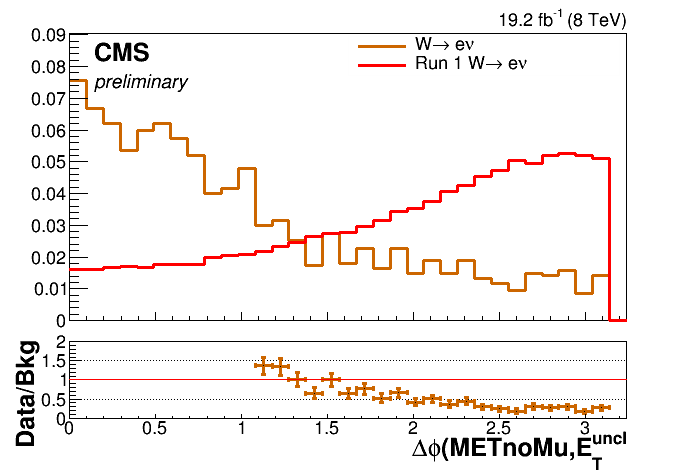 19.2 fb⁻¹ (8 TeV)
0.09
CMS
preliminary
W→ eν
Run 1 W→ eν
0.08
0.07
0.06
0.05
0.04
0.03
0.02
0.01
0
Data/Bkg
2
1.5
1
0.5
0
0 0.5 1 1.5 2 2.5 3
Δφ(METnoMu,E_T^uncl